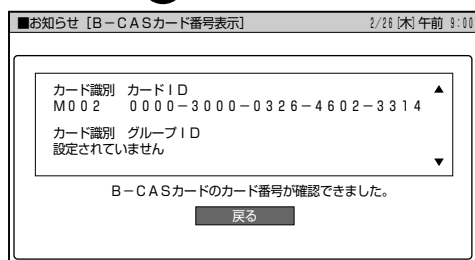 ■お知らせ［B－CASカード番号表示］ 2/26[木]午前 9:00
カード識別 カードID ▲
M002 0000－3000－0326－4602－3314
カード識別 グループID
設定されていません
▼
B－CASカードのカード番号が確認できました。
戻る